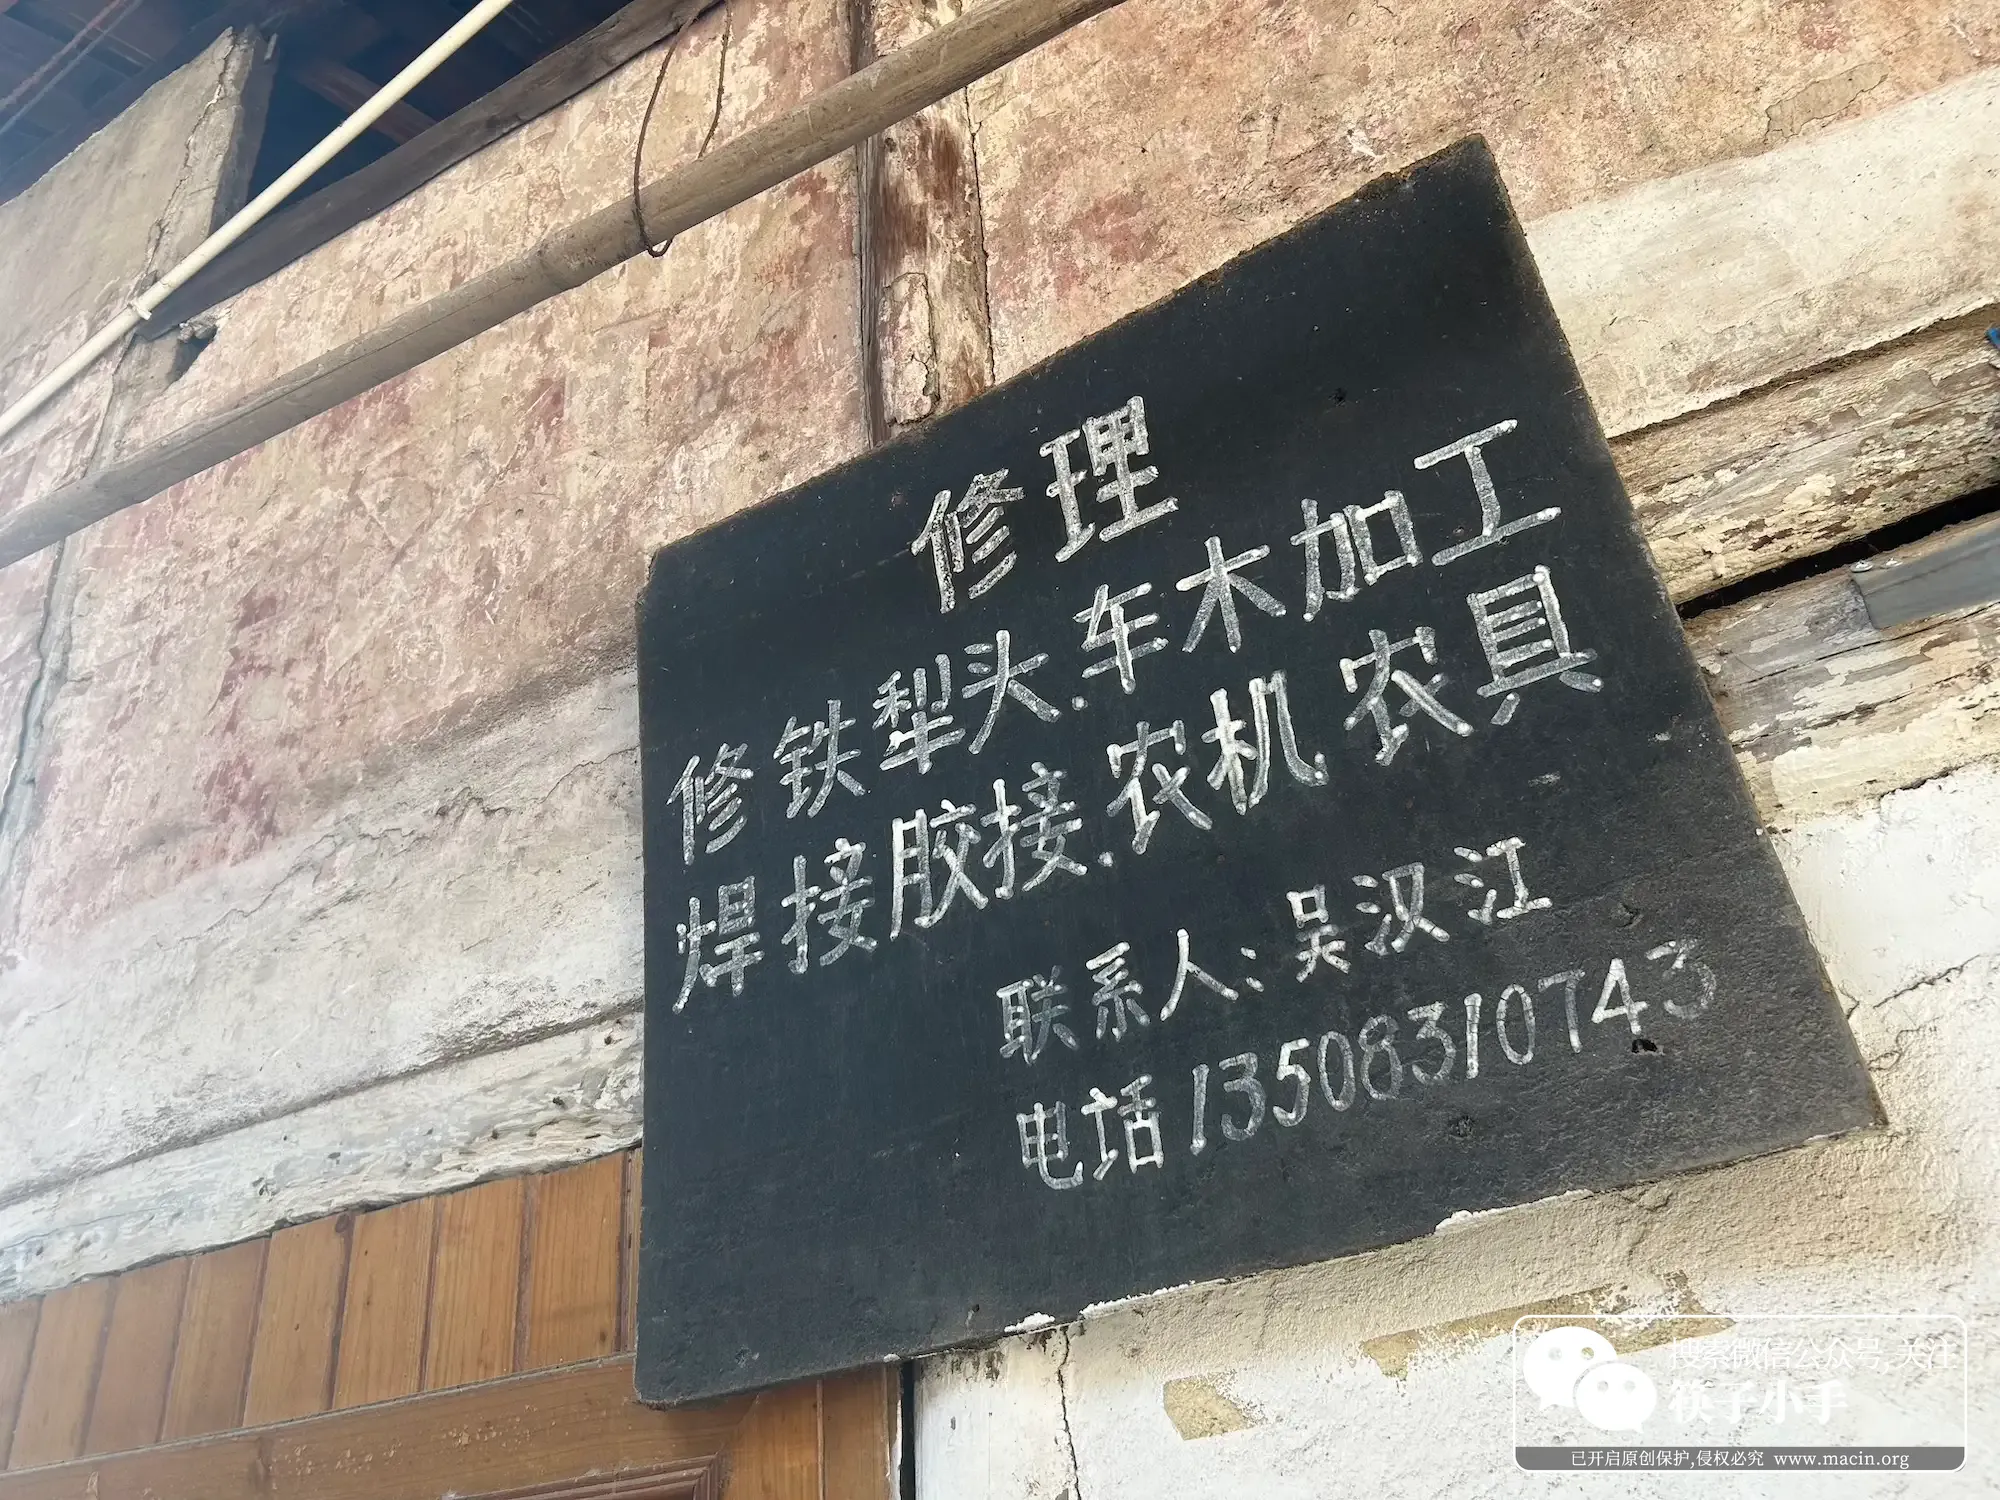 修理
修铁犁头.车木加工
焊接胶接.农机.农具
联系人:吴汉江
电话13508310743
搜索微信公众号,关注
筷子小手
已开启原创保护,侵权必究 www.macin.org